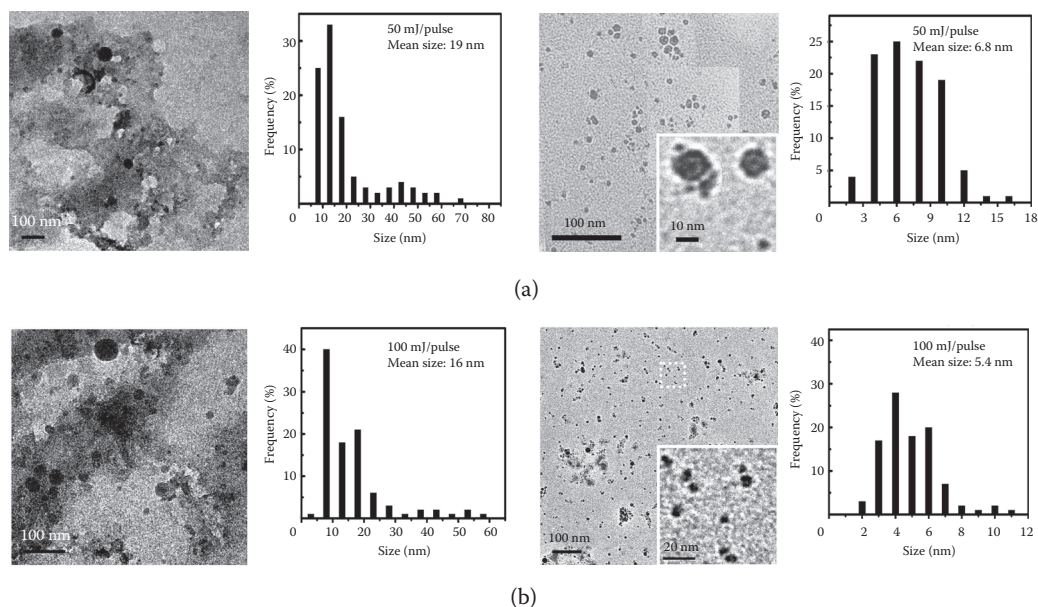 100 nm
Frequency (%)
30
20
10
50 mJ/pulse
Mean size: 19 nm
0 10 20 30 40 50 60 70 80
Size (nm)
100 nm
10 nm
Frequency (%)
25
20
15
10
5
50 mJ/pulse
Mean size: 6.8 nm
0 3 6 9 12 15 18
Size (nm)
(a)
100 nm
Frequency (%)
40
30
20
10
100 mJ/pulse
Mean size: 16 nm
0 10 20 30 40 50 60
Size (nm)
100 nm
20 nm
Frequency (%)
40
30
20
10
100 mJ/pulse
Mean size: 5.4 nm
0 2 4 6 8 10 12
Size (nm)
(b)